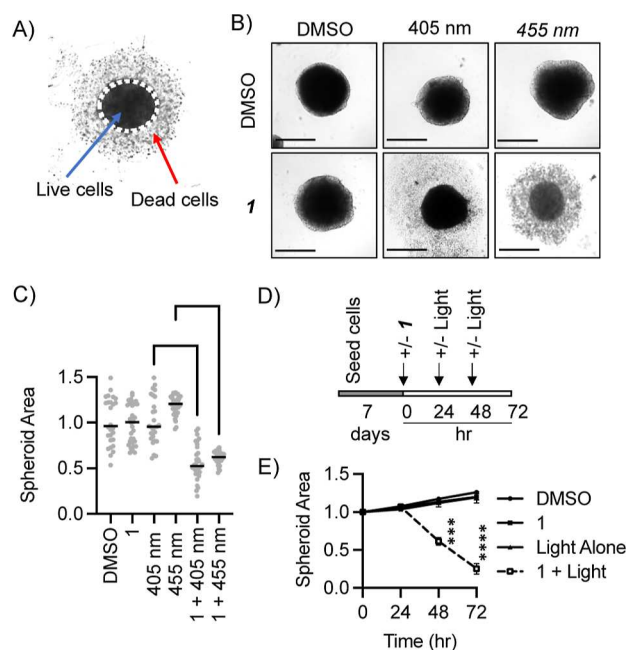 A)
Live cells
Dead cells
B)
DMSO
405 nm
455 nm
DMSO
1
C)
Spheroid Area
1.5
1.0
0.5
0.0
DMSO
1
405 nm
455 nm
1 + 405 nm
1 + 455 nm
D)
Seed cells
+/- 1
+/- Light
+/- Light
7
0
24
48
72
days
hr
E)
Spheroid Area
1.5
1.0
0.5
0.0
***
****
0
24
48
72
Time (hr)
DMSO
1
Light Alone
1 + Light